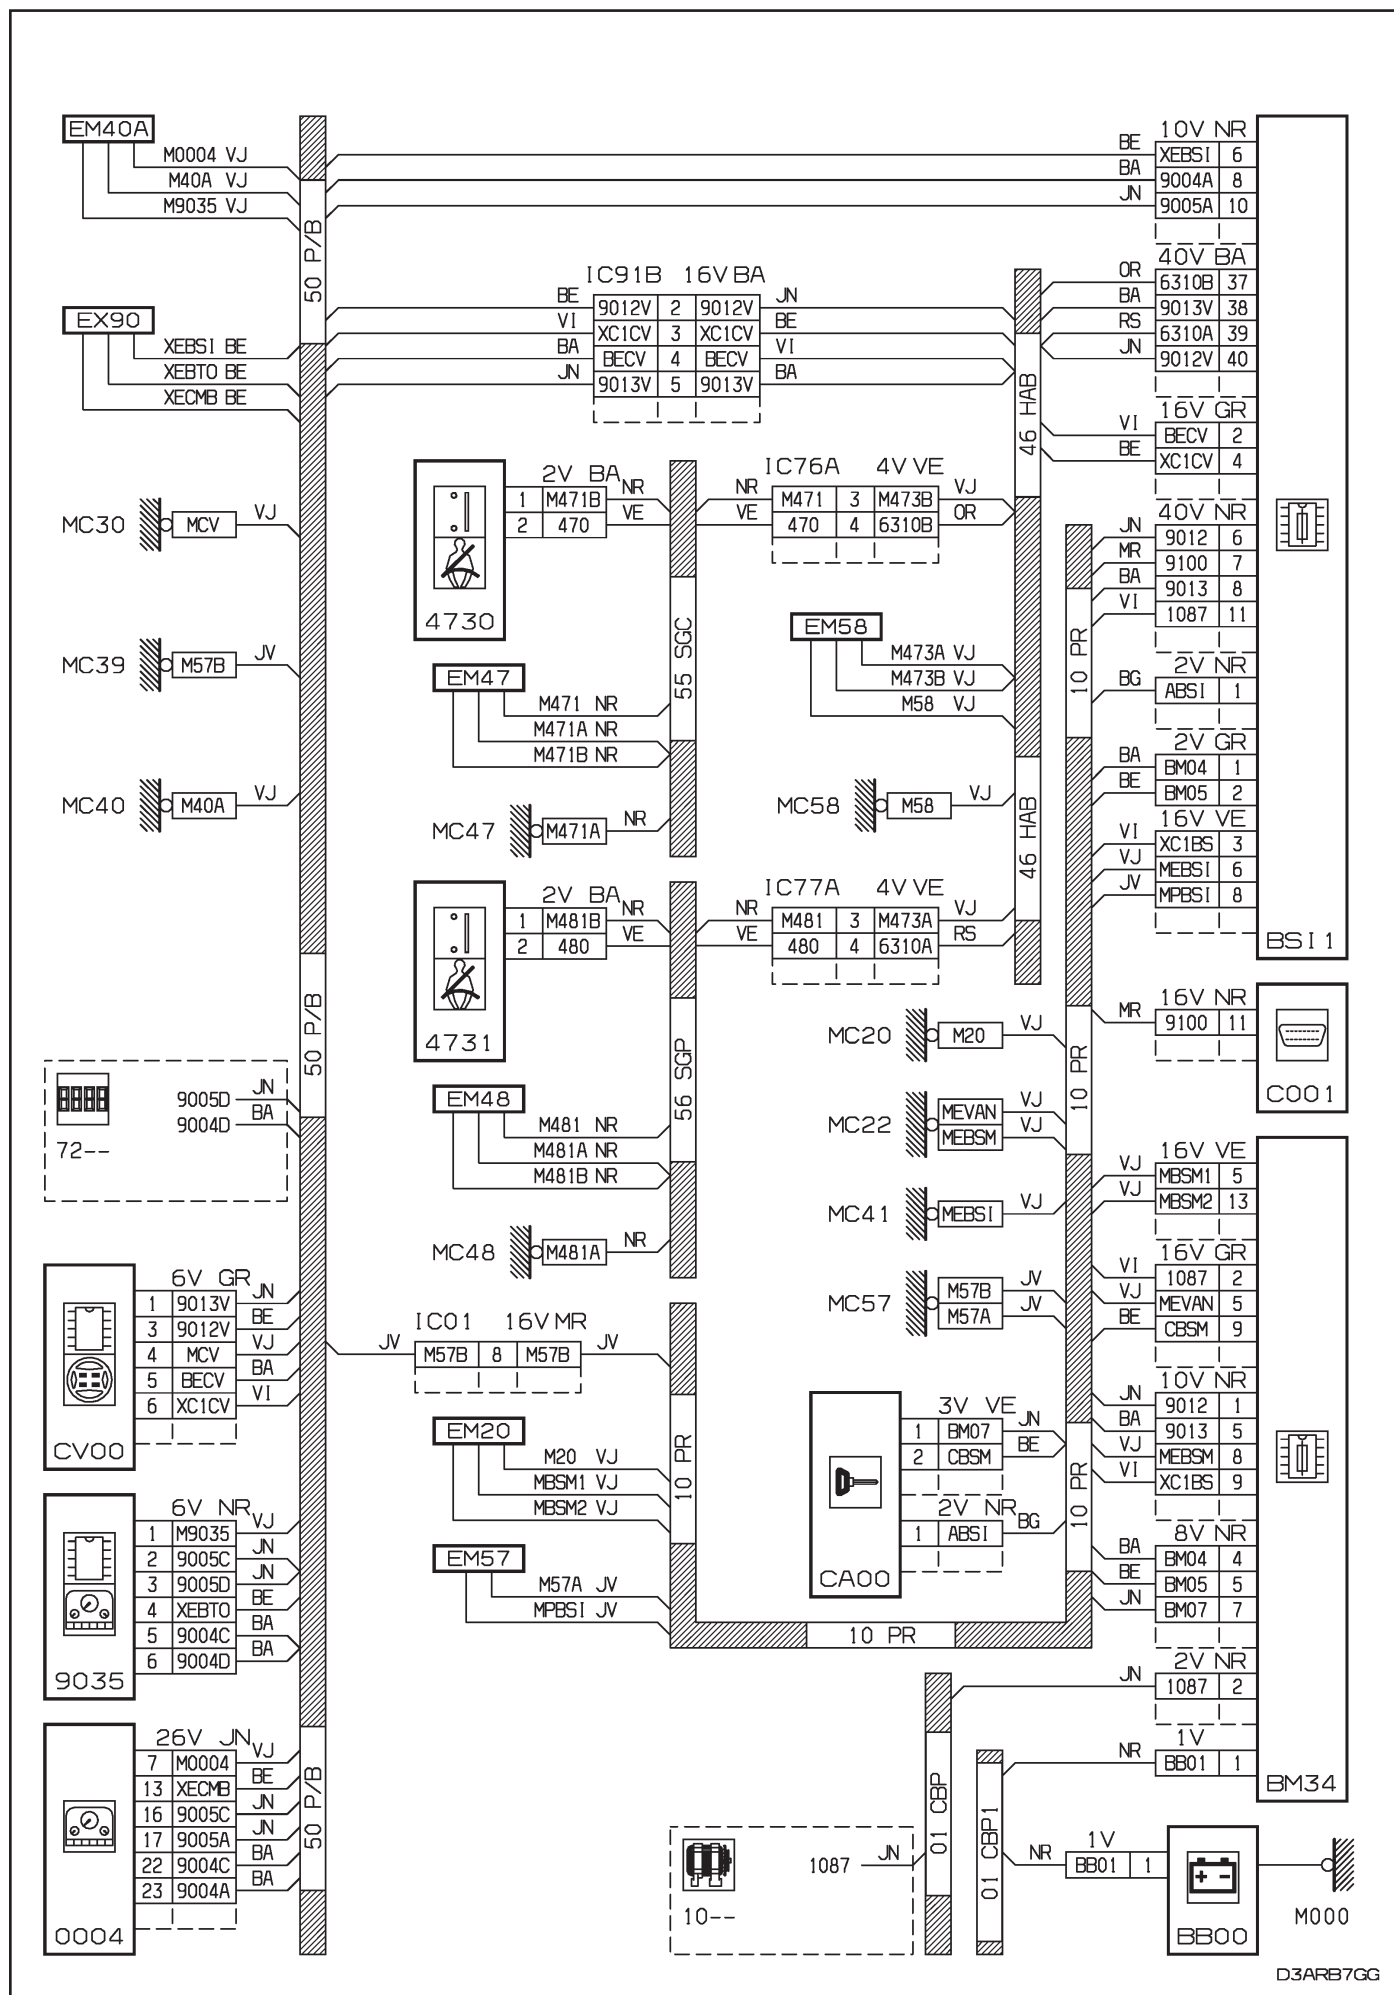 EM40A
M0004 VJ
M40A VJ
M9035 VJ
50 P/B
EX90
XEBSI BE
XEBTO BE
XECMB BE
MC30 MCV VJ
MC39 M57B JV
MC40 M40A VJ
50 P/B
9005D JN
9004D BA
72--
6V GR
1 9013V JN
3 9012V BE
4 MCV VJ
5 BECV BA
6 XC1CV VI
CV00
6V NR
1 M9035 VJ
2 9005C JN
3 9005D JN
4 XEBTO BE
5 9004C BA
6 9004D BA
9035
26V JN
7 M0004 VJ
13 XECMB BE
16 9005C JN
17 9005A JN
22 9004C BA
23 9004A BA
0004
50 P/B
IC91B 16V BA
BE 9012V 2 9012V JN
VI XC1CV 3 XC1CV BE
BA BECV 4 BECV VI
JN 9013V 5 9013V BA
2V BA
1 M471B NR
2 470 VE
4730
IC76A 4V VE
NR M471 3 M473B VJ
VE 470 4 6310B OR
55 SGC
EM47
M471 NR
M471A NR
M471B NR
MC47 M471A NR
EM58
M473A VJ
M473B VJ
M58 VJ
MC58 M58 VJ
46 HAB
46 HAB
2V BA
1 M481B NR
2 480 VE
4731
IC77A 4V VE
NR M481 3 M473A VJ
VE 480 4 6310A RS
56 SGP
EM48
M481 NR
M481A NR
M481B NR
MC48 M481A NR
MC20 M20 VJ
MC22 MEVAN VJ
MEBSM VJ
MC41 MEBSI VJ
MC57 M57B JV
M57A JV
IC01 16V MR
JV M57B 8 M57B JV
EM20
M20 VJ
MBSM1 VJ
MBSM2 VJ
10 PR
EM57
M57A JV
MPBSI JV
10 PR
3V VE
1 BM07 JN
2 CBSM BE
2V NR
1 ABSI BG
CA00
10 PR
10 PR
10 PR
10V NR
BE XEBSI 6
BA 9004A 8
JN 9005A 10
40V BA
OR 6310B 37
BA 9013V 38
RS 6310A 39
JN 9012V 40
16V GR
VI BECV 2
BE XC1CV 4
40V NR
JN 9012 6
MR 9100 7
BA 9013 8
VI 1087 11
2V NR
BG ABSI 1
2V GR
BA BM04 1
BE BM05 2
16V VE
VI XC1BS 3
VJ MEBSI 6
JV MPBSI 8
BSI1
16V NR
MR 9100 11
C001
16V VE
VJ MBSM1 5
VJ MBSM2 13
16V GR
VI 1087 2
VJ MEVAN 5
BE CBSM 9
10V NR
JN 9012 1
BA 9013 5
VJ MEBSM 8
VI XC1BS 9
8V NR
BA BM04 4
BE BM05 5
JN BM07 7
2V NR
JN 1087 2
1V
NR BB01 1
BM34
01 CBP
01 CBP1
1087 JN
10--
1V
NR BB01 1
BB00
M000
D3ARB7GG